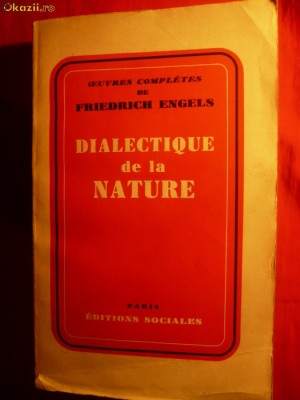 Okazii.ro
ŒUVRES COMPLÈTES
DE
FRIEDRICH ENGELS
DIALECTIQUE
de la
NATURE
PARIS
ÉDITIONS SOCIALES